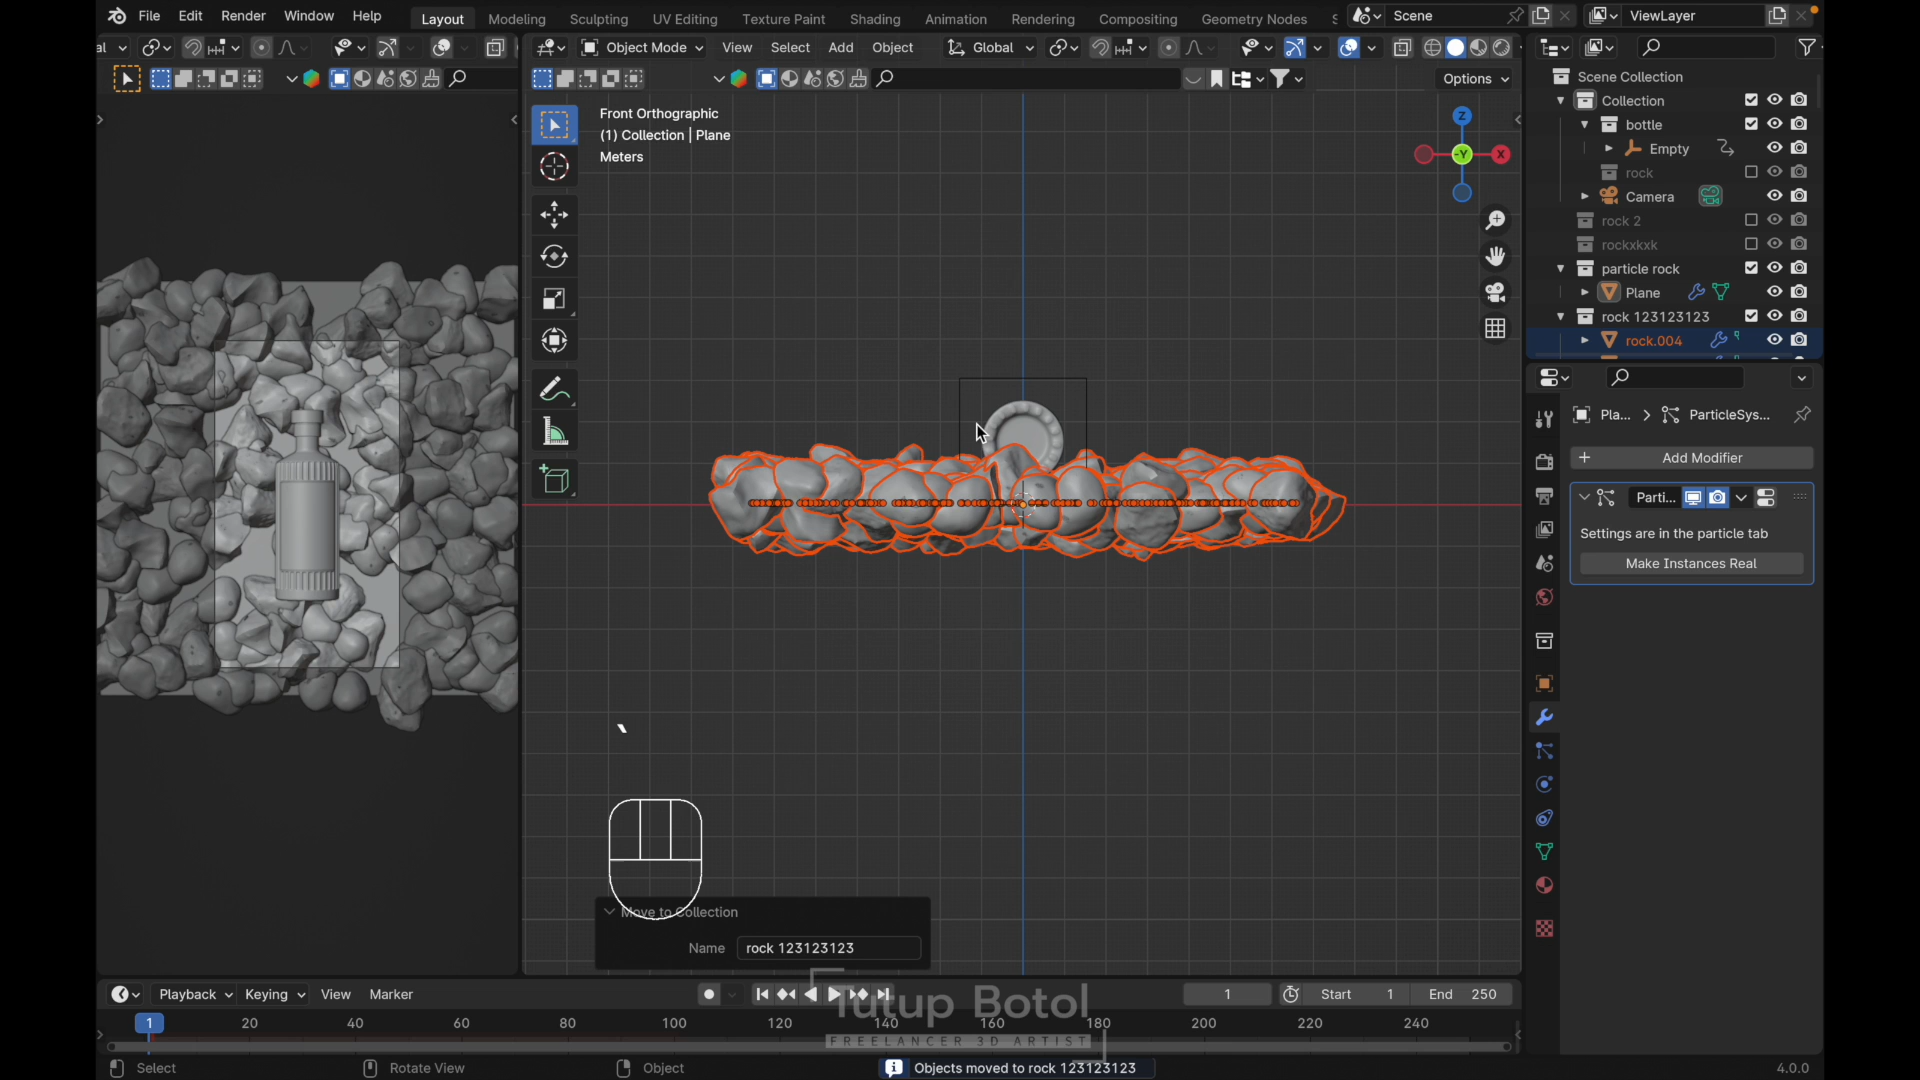 File Edit Render Window Help Layout Modeling Sculpting UV Editing Texture Paint Shading Animation Rendering Compositing Geometry Nodes S Scene ViewLayer
al Object Mode View Select Add Object Global
Options
Front Orthographic
(1) Collection | Plane
Meters
Z
-Y
X
Scene Collection
Collection
bottle
Empty
rock
Camera
rock 2
rockxkxk
particle rock
Plane
rock 123123123
rock.004
Pla... ParticleSys...
Add Modifier
Parti...
Settings are in the particle tab
Make Instances Real
Move to Collection
Name rock 123123123
Playback Keying View Marker 1 Start 1 End 250
Tutup Botol
1 20 40 60 80 100 120 140 160 180 200 220 240
FREELANCER 3D ARTIST
Select Rotate View Object Objects moved to rock 123123123 4.0.0